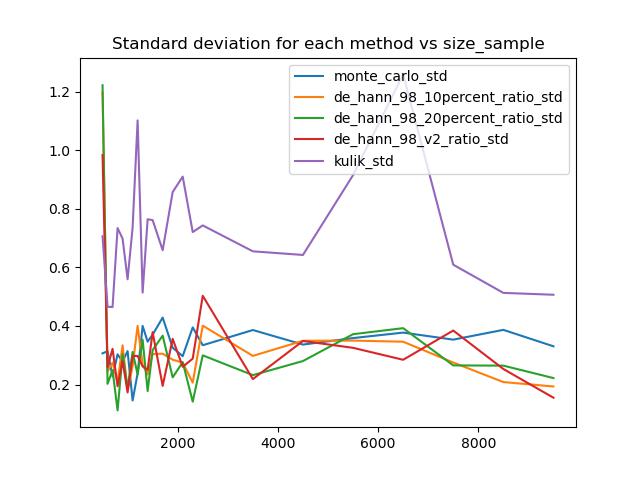 Standard deviation for each method vs size_sample
monte_carlo_std
de_hann_98_10percent_ratio_std
de_hann_98_20percent_ratio_std
de_hann_98_v2_ratio_std
kulik_std
1.2
1.0
0.8
0.6
0.4
0.2
2000 4000 6000 8000